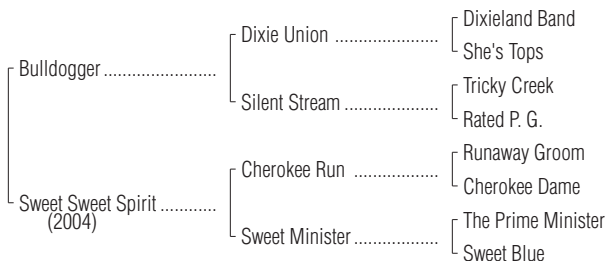 Dixieland Band
Dixie Union ........................
She's Tops
Bulldogger ..........................
Tricky Creek
Silent Stream ......................
Rated P. G.
Runaway Groom
Cherokee Run ...................
Cherokee Dame
Sweet Sweet Spirit .............
(2004)
The Prime Minister
Sweet Minister ....................
Sweet Blue